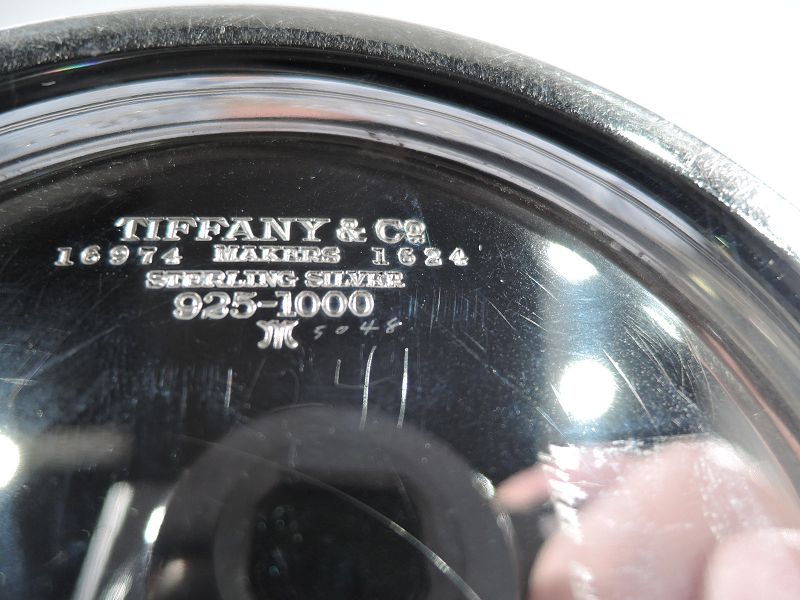 TIFFANY & Co.
16974 MAKERS 1624
STERLING SILVER
925-1000
M 5048